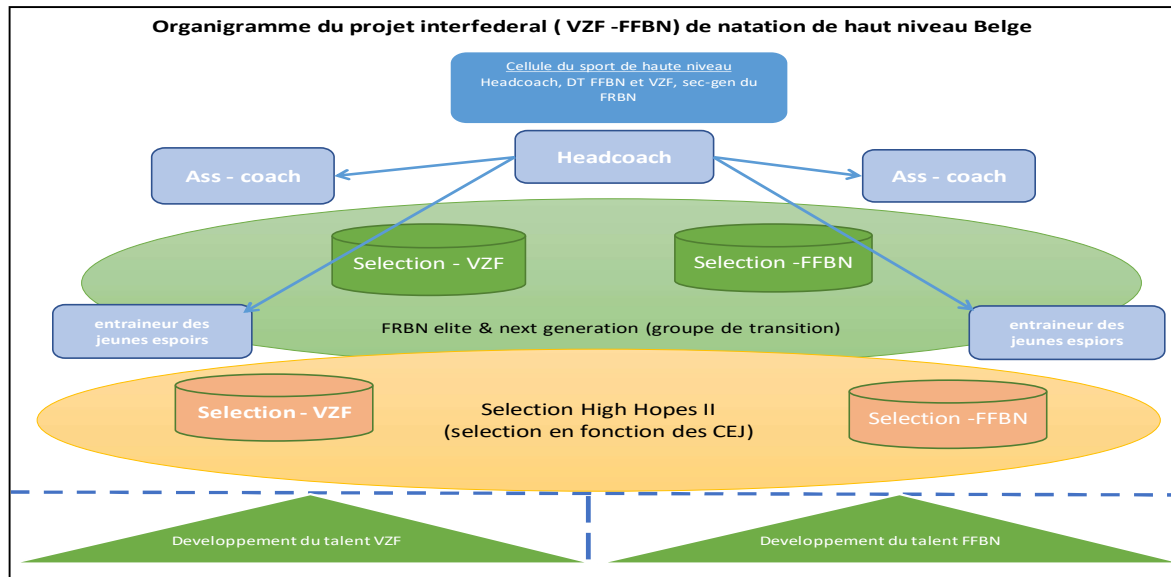 Organigramme du projet interfederal ( VZF -FFBN) de natation de haut niveau Belge
Cellule du sport de haute niveau
Headcoach, DT FFBN et VZF, sec-gen du
FRBN
Headcoach
Ass - coach
Ass - coach
Selection - VZF
Selection -FFBN
entraineur des
jeunes espoirs
FRBN elite & next generation (groupe de transition)
entraineur des
jeunes espiors
Selection - VZF
Selection High Hopes II
(selection en fonction des CEJ)
Selection -FFBN
Developpement du talent VZF
Developpement du talent FFBN